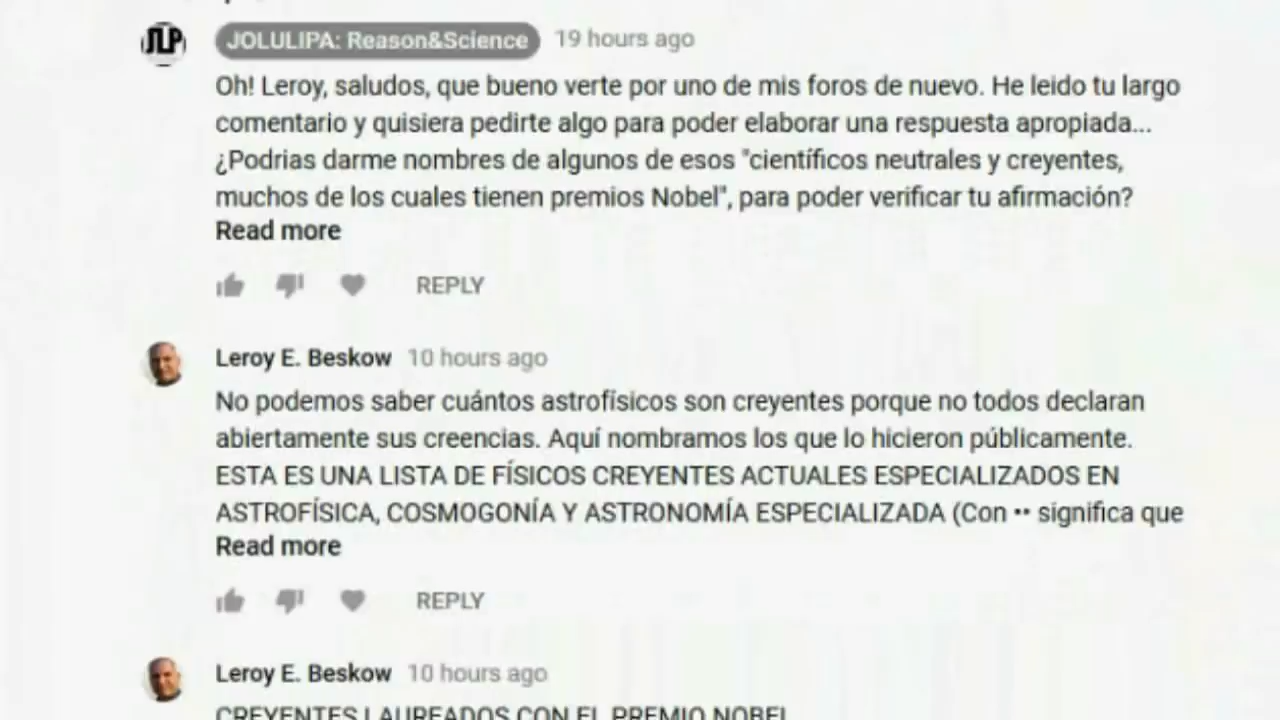 JLP
JOLULIPA: Reason&Science 19 hours ago
Oh! Leroy, saludos, que bueno verte por uno de mis foros de nuevo. He leido tu largo
comentario y quisiera pedirte algo para poder elaborar una respuesta apropiada...
¿Podrias darme nombres de algunos de esos "científicos neutrales y creyentes,
muchos de los cuales tienen premios Nobel", para poder verificar tu afirmación?
Read more
REPLY
Leroy E. Beskow 10 hours ago
No podemos saber cuántos astrofísicos son creyentes porque no todos declaran
abiertamente sus creencias. Aquí nombramos los que lo hicieron públicamente.
ESTA ES UNA LISTA DE FÍSICOS CREYENTES ACTUALES ESPECIALIZADOS EN
ASTROFÍSICA, COSMOGONÍA Y ASTRONOMÍA ESPECIALIZADA (Con •• significa que
Read more
REPLY
Leroy E. Beskow 10 hours ago
CREYENTES LAUREADOS CON EL PREMIO NOBEL